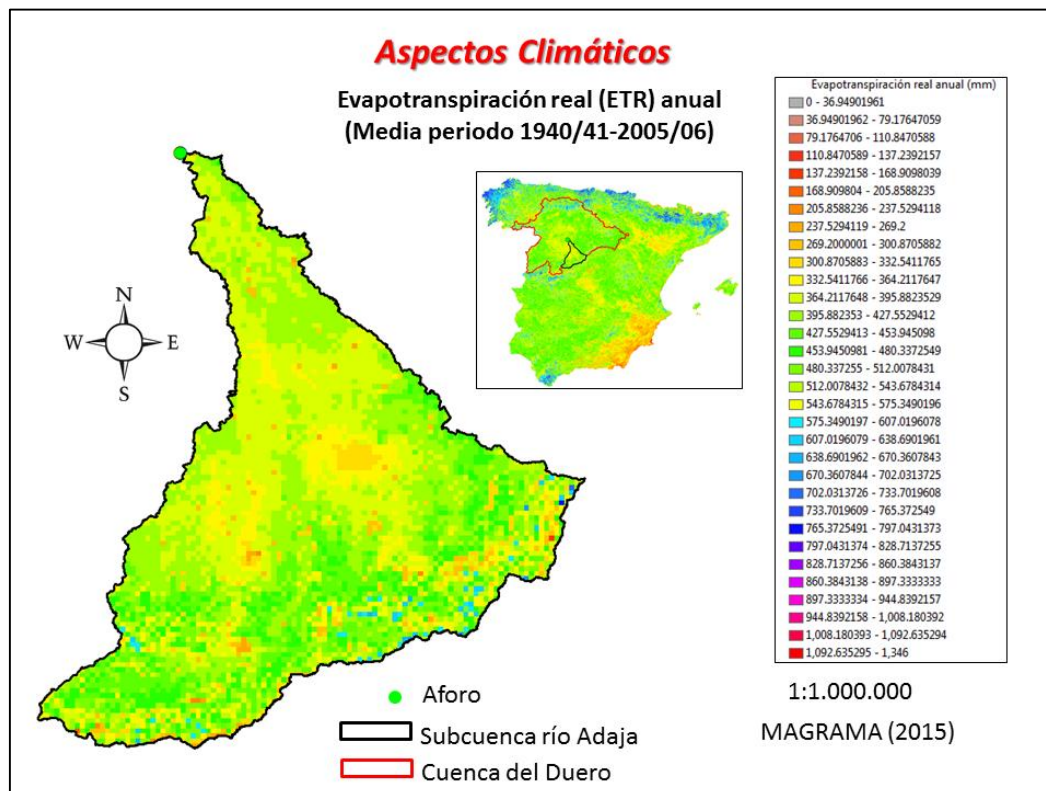 Aspectos Climáticos
Evapotranspiración real (ETR) anual
(Media periodo 1940/41-2005/06)
N
W
E
S
Evapotranspiración real anual (mm)
0 - 36.94901961
36.94901962 - 79.17647059
79.1764706 - 110.8470588
110.8470589 - 137.2392157
137.2392158 - 168.9098039
168.909804 - 205.8588235
205.8588236 - 237.5294118
237.5294119 - 269.2
269.2000001 - 300.8705882
300.8705883 - 332.5411765
332.5411766 - 364.2117647
364.2117648 - 395.8823529
395.882353 - 427.5529412
427.5529413 - 453.945098
453.9450981 - 480.3372549
480.337255 - 512.0078431
512.0078432 - 543.6784314
543.6784315 - 575.3490196
575.3490197 - 607.0196078
607.0196079 - 638.6901961
638.6901962 - 670.3607843
670.3607844 - 702.0313725
702.0313726 - 733.7019608
733.7019609 - 765.372549
765.3725491 - 797.0431373
797.0431374 - 828.7137255
828.7137256 - 860.3843137
860.3843138 - 897.3333333
897.3333334 - 944.8392157
944.8392158 - 1,008.180392
1,008.180393 - 1,092.635294
1,092.635295 - 1,346
Aforo
Subcuenca río Adaja
Cuenca del Duero
1:1.000.000
MAGRAMA (2015)